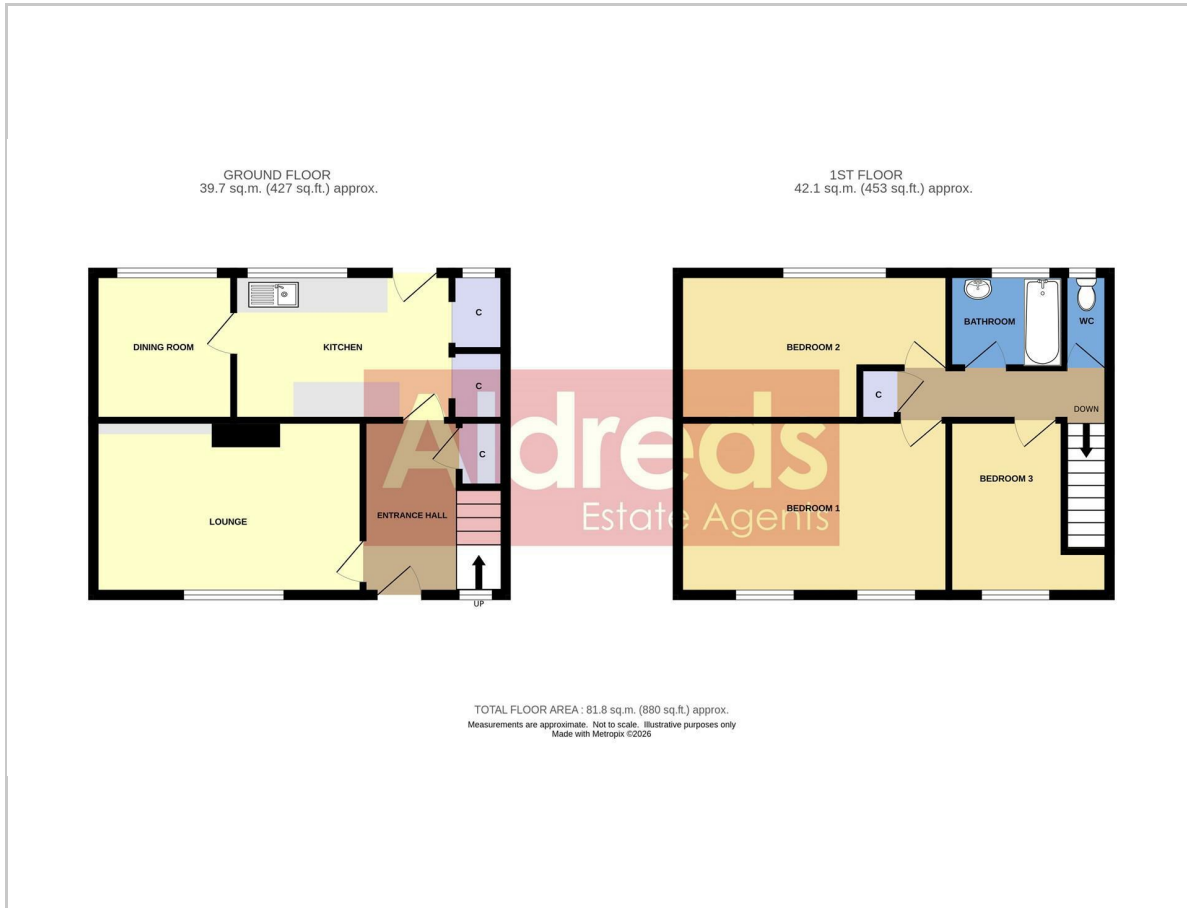 GROUND FLOOR
39.7 sq.m. (427 sq.ft.) approx.
1ST FLOOR
42.1 sq.m. (453 sq.ft.) approx.
DINING ROOM
KITCHEN
C
C
C
LOUNGE
ENTRANCE HALL
UP
BEDROOM 2
BATHROOM
WC
C
DOWN
BEDROOM 1
BEDROOM 3
Aldreds
Estate Agents
TOTAL FLOOR AREA : 81.8 sq.m. (880 sq.ft.) approx.
Measurements are approximate. Not to scale. Illustrative purposes only
Made with Metropix ©2026